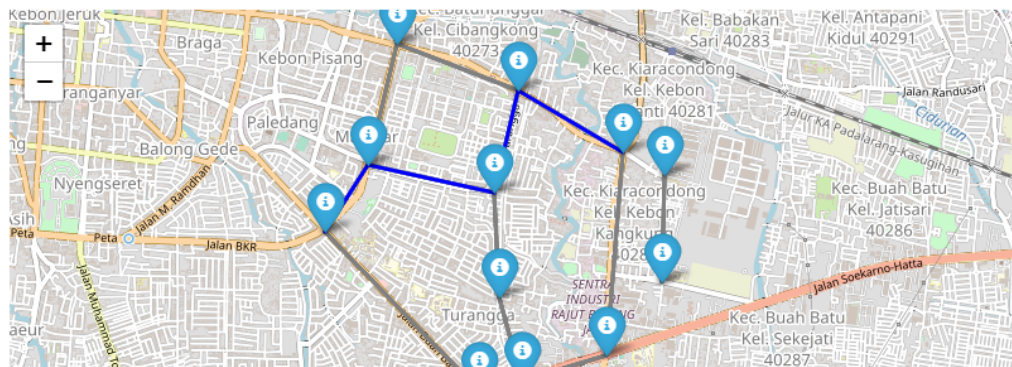 Kebon Jeruk
Kec. Batununggal
Kel. Cibangkong
40273
Kel. Babakan
Sari 40283
Kel. Antapani
Kidul 40291
+
−
Braga
Kebon Pisang
Kec. Kiaracondong
Kel. Kebon
40281
Jalan Randusari
Cidurian
Jalur KA Padalarang-Kasugihan
Paledang
Balong Gede
Nyengseret
Jalan M. Ramdhan
Kec. Kiaracondong
Kel. Kebon
Kangkung
Kec. Buah Batu
Kel. Jatisari
40286
Peta
Peta
Jalan BKR
Jalan Soekarno-Hatta
SENTRA
INDUSTRI
RAJUT
Turangga
Kec. Buah Batu
Kel. Sekejati
40287